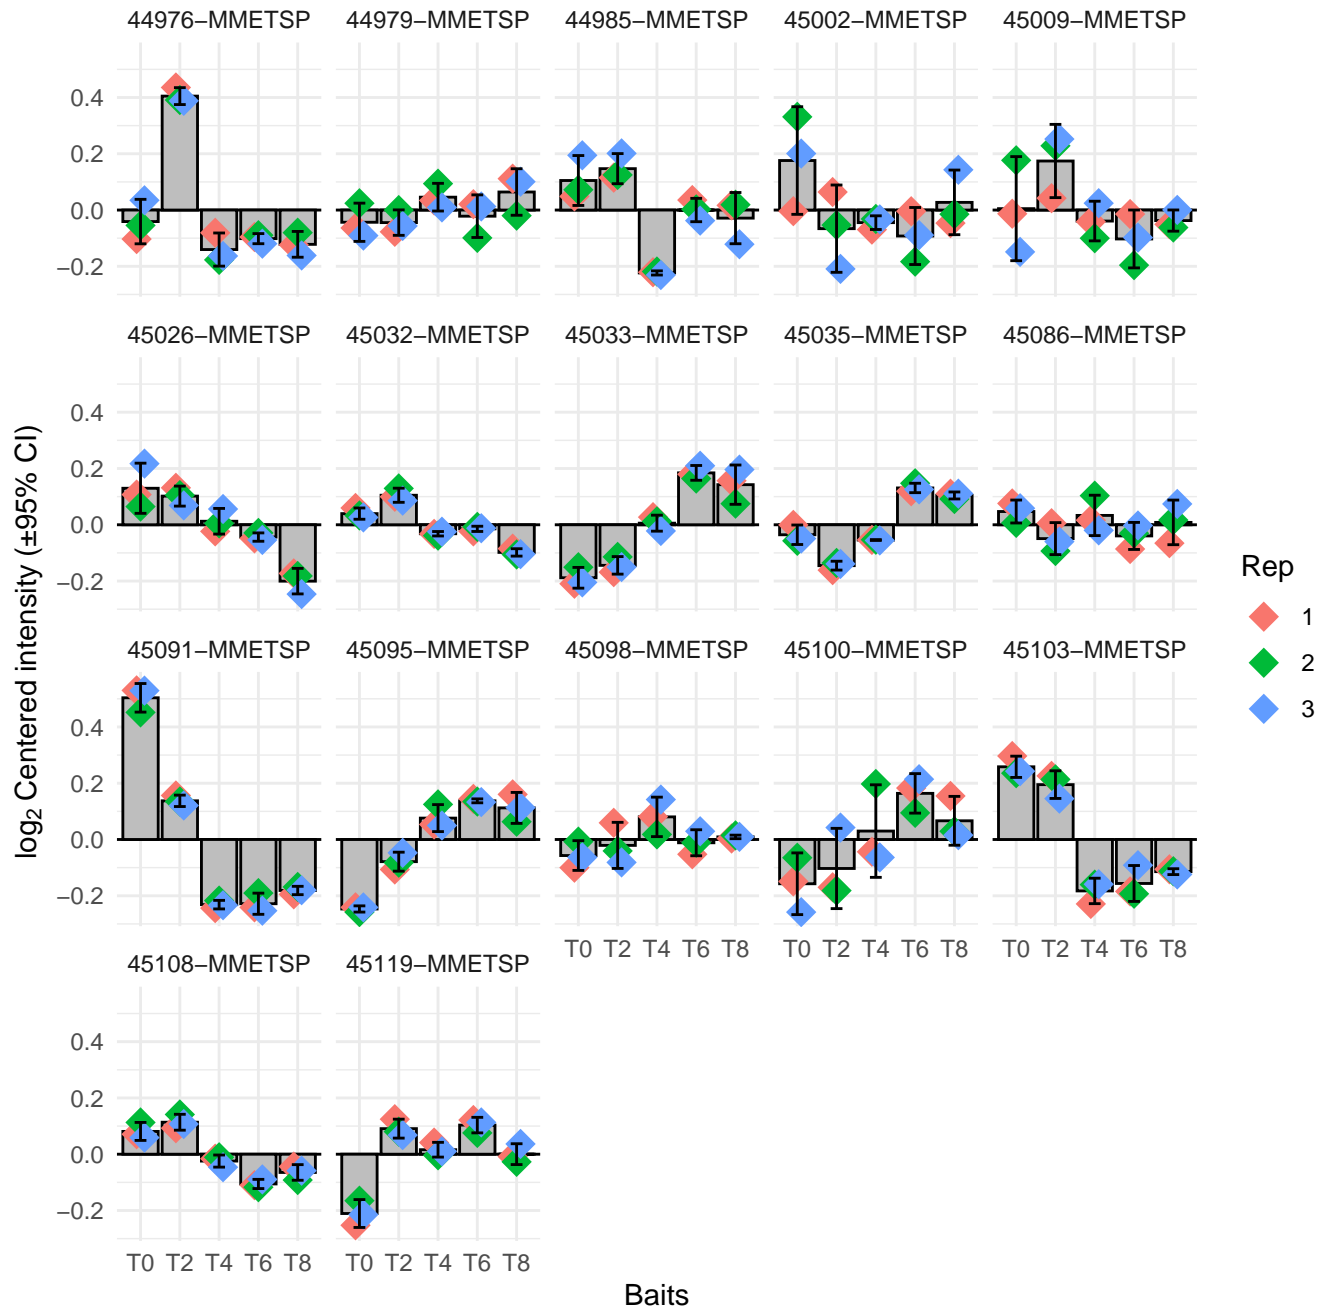 44976−MMETSP 44979−MMETSP 44985−MMETSP 45002−MMETSP 45009−MMETSP
0.4
0.2
0.0
−0.2
45026−MMETSP 45032−MMETSP 45033−MMETSP 45035−MMETSP 45086−MMETSP
0.4
0.2
0.0
−0.2
45091−MMETSP 45095−MMETSP 45098−MMETSP 45100−MMETSP 45103−MMETSP
0.4
0.2
0.0
−0.2
T0 T2 T4 T6 T8 T0 T2 T4 T6 T8 T0 T2 T4 T6 T8
45108−MMETSP 45119−MMETSP
0.4
0.2
0.0
−0.2
T0 T2 T4 T6 T8 T0 T2 T4 T6 T8
Baits
log₂ Centered intensity (±95% CI)
Rep
1
2
3